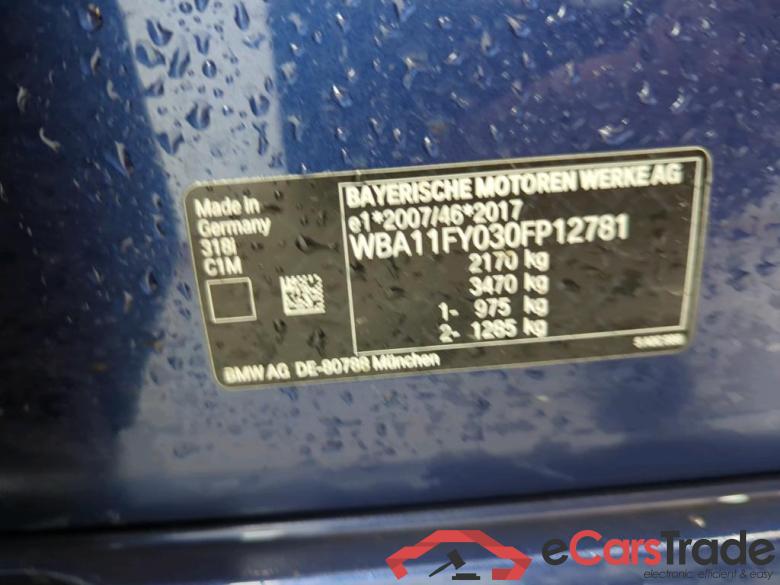 Made in
Germany
318i
C1M
BAYERISCHE MOTOREN WERKE AG
e1*2007/46*2017
WBA11FY030FP12781
2170 kg
3470 kg
1- 975 kg
2- 1285 kg
BMW AG DE-80788 München
eCarsTrade
electronic, efficient & easy